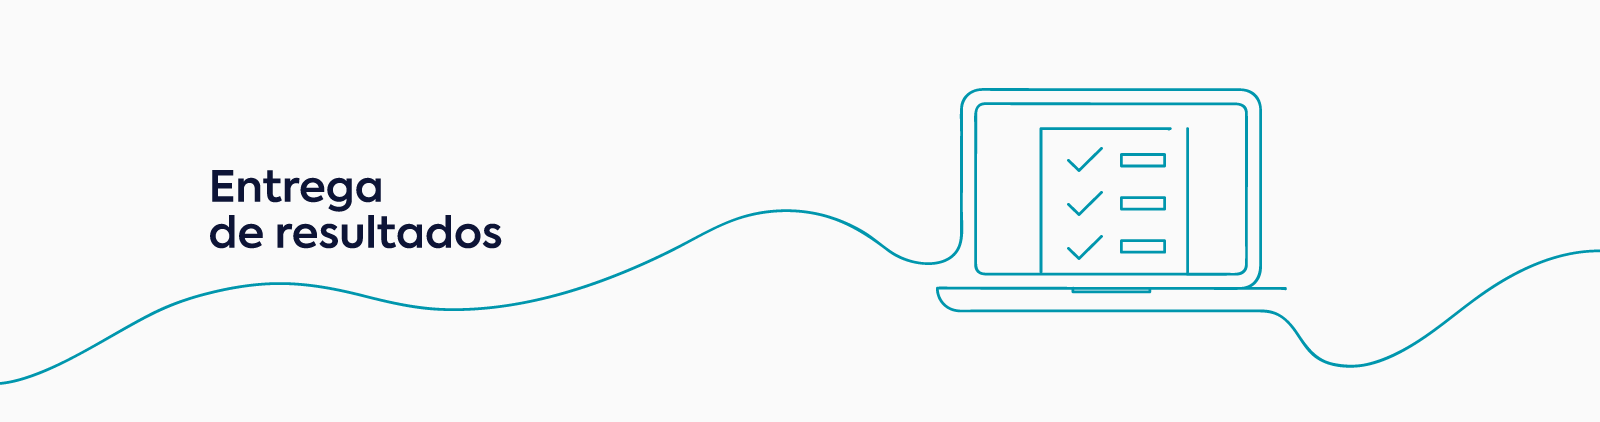 Entrega
de resultados